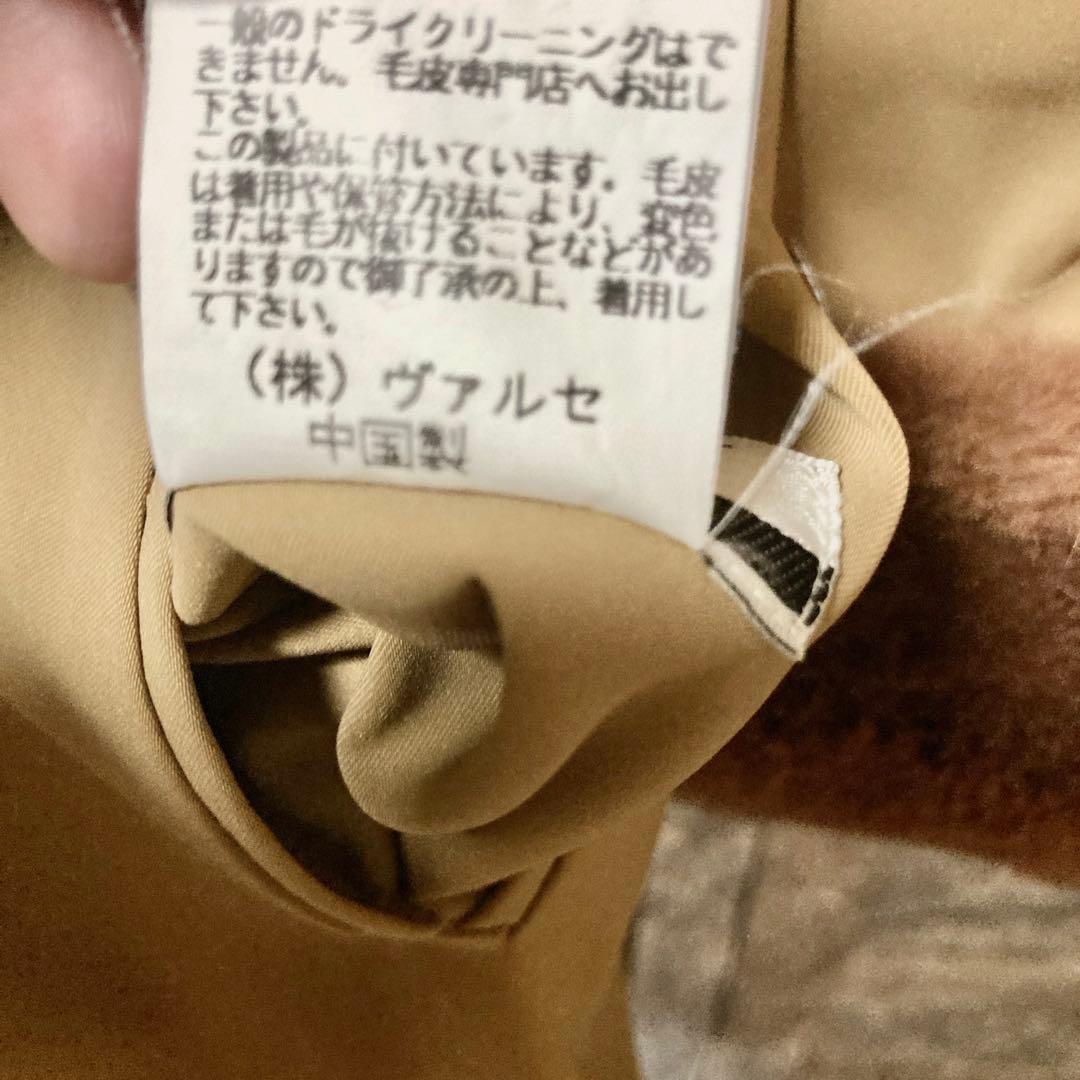 一般のドライクリーニングはで
きません。毛皮専門店へお出し
下さい。
この製品に付いています。毛皮
は着用や保管方法により、変色
または毛が抜けることなどがあ
りますので御了承の上、着用し
て下さい。
(株)ヴァルセ
中国製